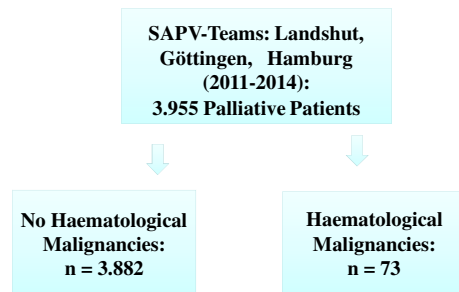 SAPV-Teams: Landshut,
Göttingen, Hamburg
(2011-2014):
3.955 Palliative Patients
No Haematological
Malignancies:
n = 3.882
Haematological
Malignancies:
n = 73